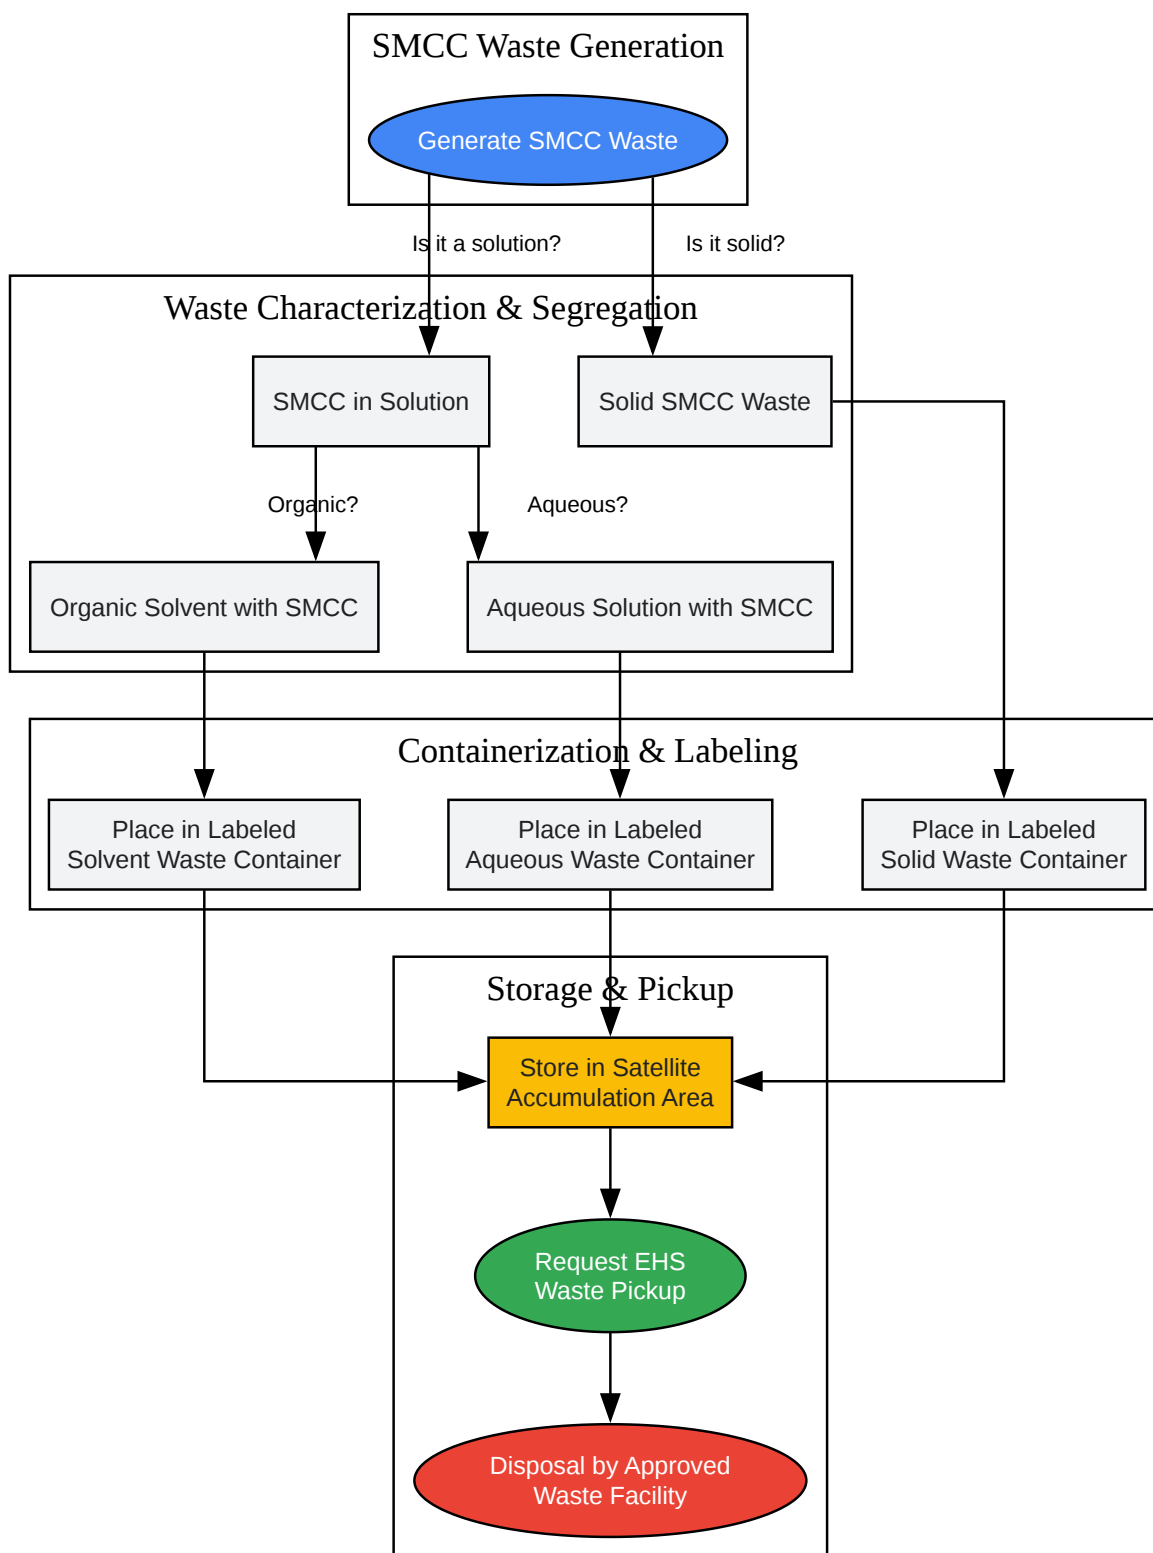 SMCC Waste Generation
Generate SMCC Waste
Is it a solution?
Is it solid?
Waste Characterization & Segregation
SMCC in Solution
Solid SMCC Waste
Organic?
Aqueous?
Organic Solvent with SMCC
Aqueous Solution with SMCC
Containerization & Labeling
Place in Labeled
Solvent Waste Container
Place in Labeled
Aqueous Waste Container
Place in Labeled
Solid Waste Container
Storage & Pickup
Store in Satellite
Accumulation Area
Request EHS
Waste Pickup
Disposal by Approved
Waste Facility